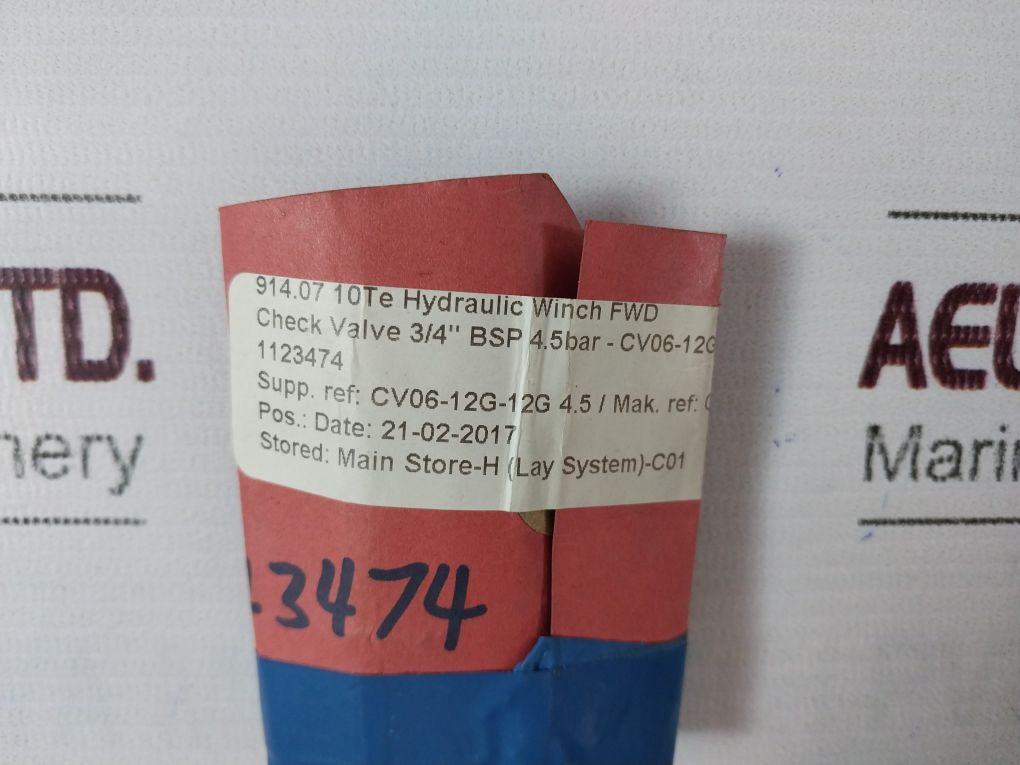 914.07 10Te Hydraulic Winch FWD
Check Valve 3/4" BSP 4.5bar - CV06-12G
1123474
Supp. ref: CV06-12G-12G 4.5 / Mak. ref:
Pos.: Date: 21-02-2017
Stored: Main Store-H (Lay System)-C01
3474
TD.
nery
AEL
Marin